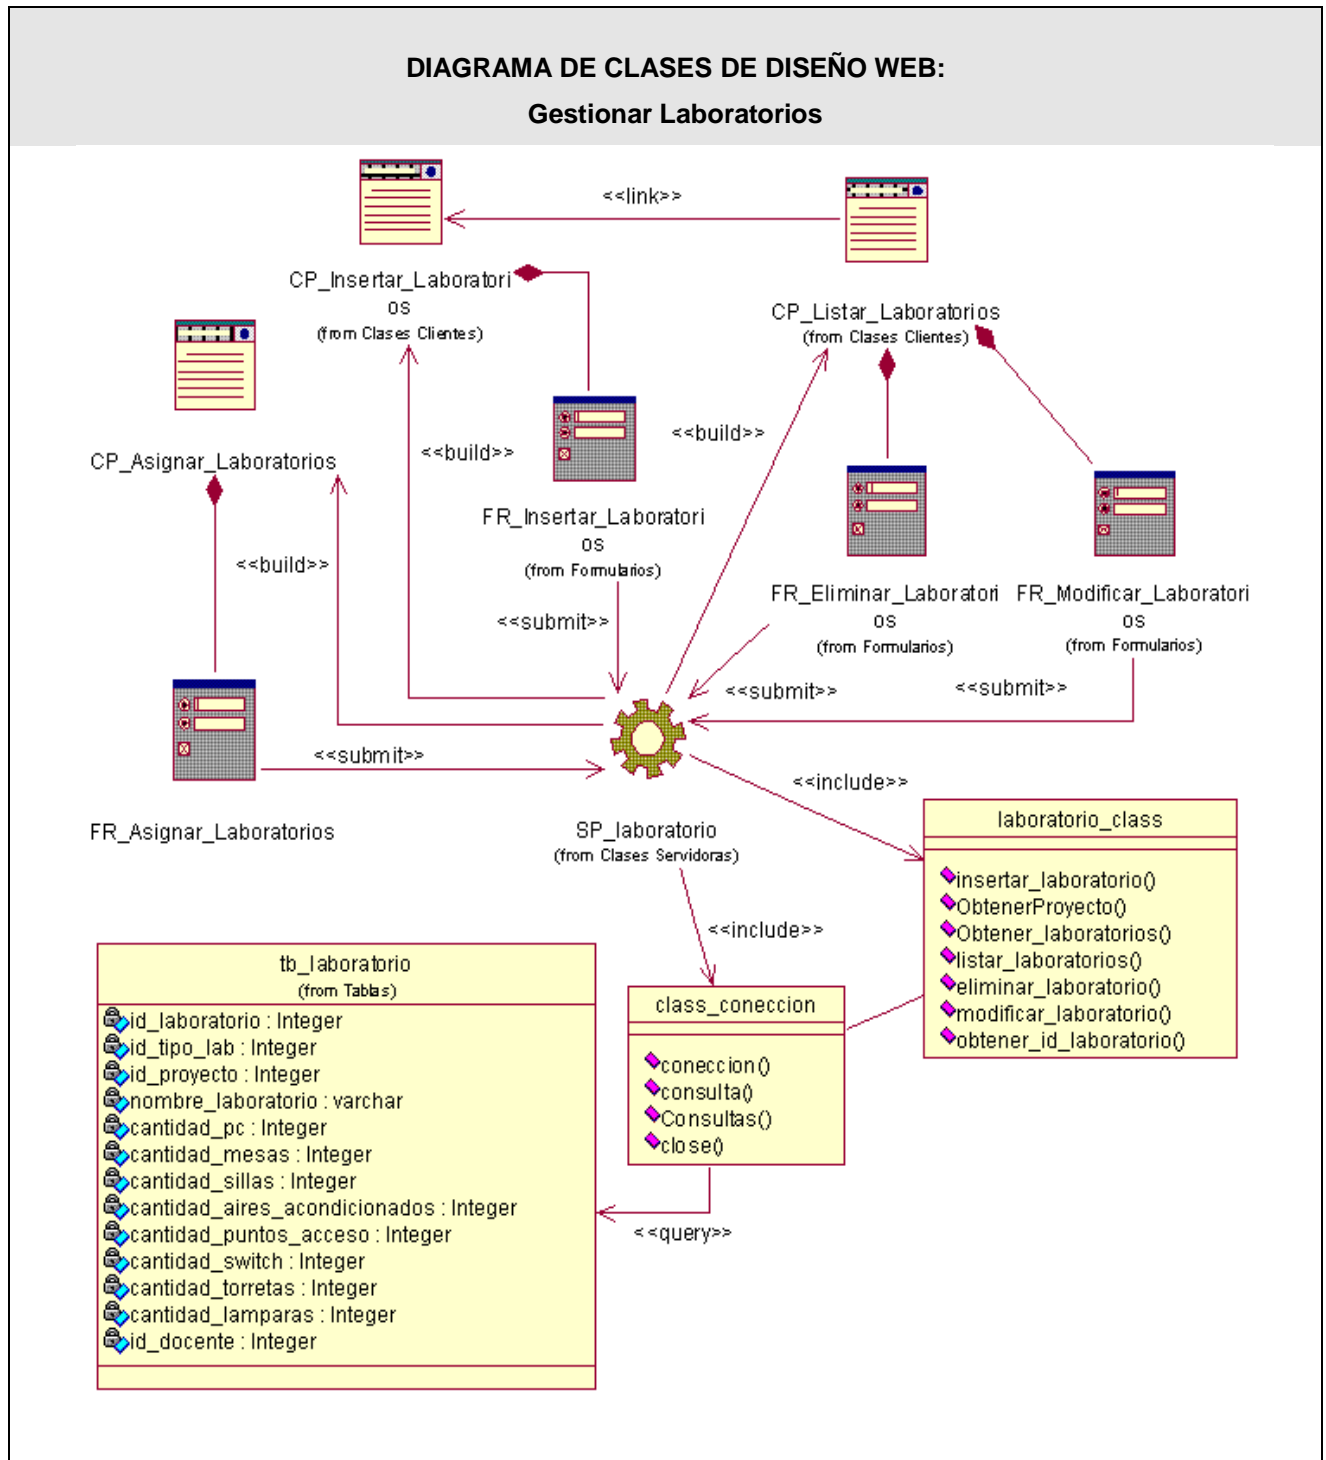 DIAGRAMA DE CLASES DE DISEÑO WEB:
Gestionar Laboratorios
<<link>>
CP_Insertar_Laboratori
os
(from Clases Clientes)
CP_Listar_Laboratorios
(from Clases Clientes)
CP_Asignar_Laboratorios
<<build>>
<<build>>
<<build>>
FR_Insertar_Laboratori
os
(from Formularios)
FR_Eliminar_Laboratori
os
(from Formularios)
FR_Modificar_Laboratori
os
(from Formularios)
<<submit>>
<<submit>>
<<submit>>
<<submit>>
FR_Asignar_Laboratorios
SP_laboratorio
(from Clases Servidoras)
<<include>>
<<include>>
laboratorio_class
insertar_laboratorio()
ObtenerProyecto()
Obtener_laboratorios()
listar_laboratorios()
eliminar_laboratorio()
modificar_laboratorio()
obtener_id_laboratorio()
class_coneccion
coneccion()
consulta()
Consultas()
close()
<<query>>
tb_laboratorio
(from Tablas)
id_laboratorio : Integer
id_tipo_lab : Integer
id_proyecto : Integer
nombre_laboratorio : varchar
cantidad_pc : Integer
cantidad_mesas : Integer
cantidad_sillas : Integer
cantidad_aires_acondicionados : Integer
cantidad_puntos_acceso : Integer
cantidad_switch : Integer
cantidad_torretas : Integer
cantidad_lamparas : Integer
id_docente : Integer